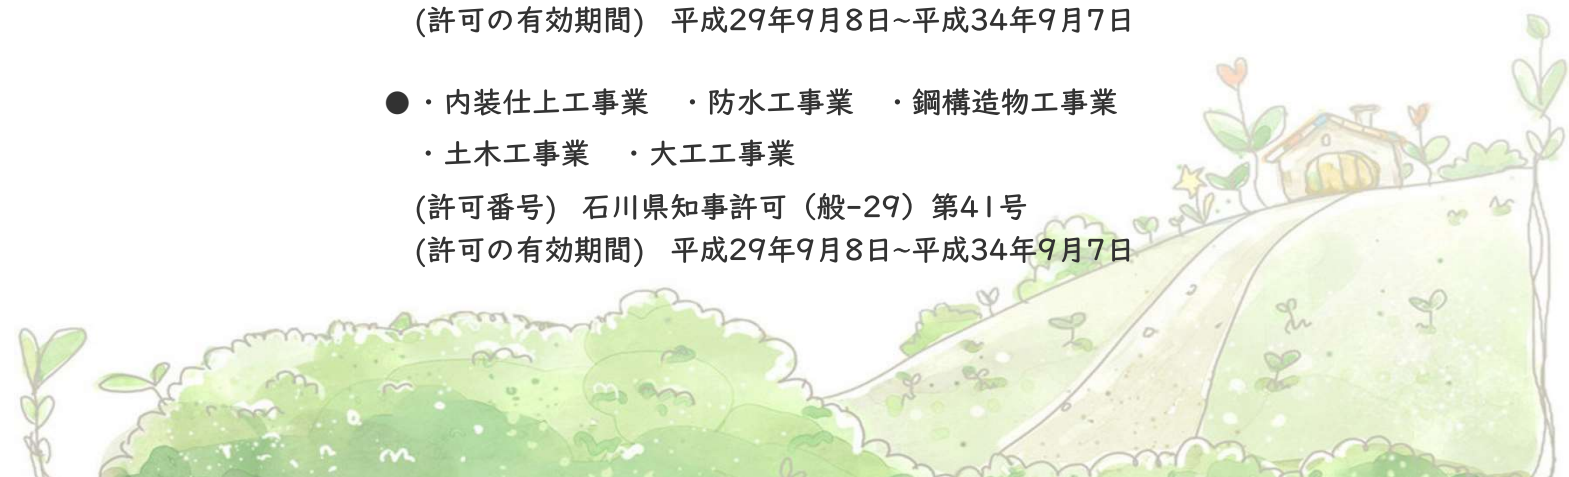 (許可の有効期間)　平成29年9月8日~平成34年9月7日
●・内装仕上工事業　・防水工事業　・鋼構造物工事業
・土木工事業　・大工工事業
(許可番号)　石川県知事許可（般-29）第41号
(許可の有効期間)　平成29年9月8日~平成34年9月7日